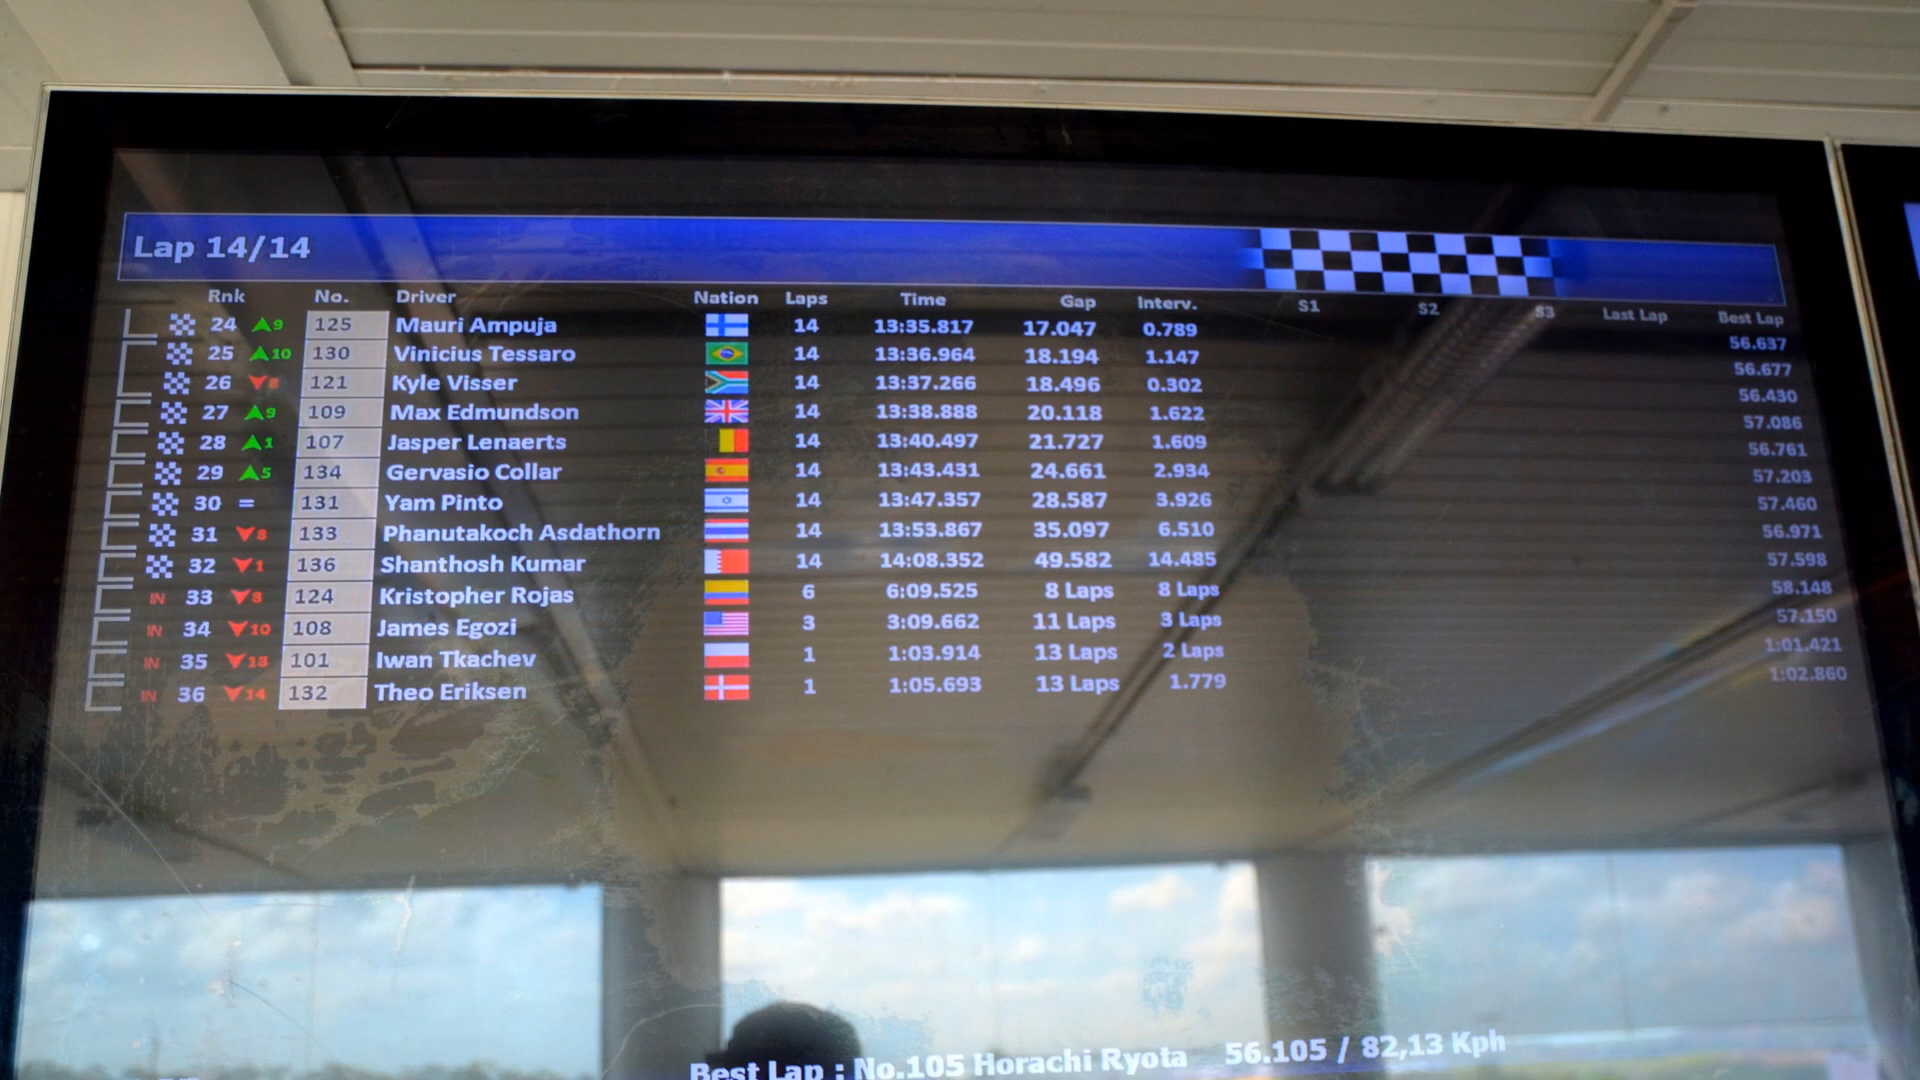 Lap 14/14
Rnk No. Driver Nation Laps Time Gap Interv. S1 S2 S3 Last Lap Best Lap
24 9 125 Mauri Ampuja 14 13:35.817 17.047 0.789 56.637
25 10 130 Vinicius Tessaro 14 13:36.964 18.194 1.147 56.677
26 8 121 Kyle Visser 14 13:37.266 18.496 0.302 56.430
27 9 109 Max Edmundson 14 13:38.888 20.118 1.622 57.086
28 1 107 Jasper Lenaerts 14 13:40.497 21.727 1.609 56.761
29 5 134 Gervasio Collar 14 13:43.431 24.661 2.934 57.203
30 = 131 Yam Pinto 14 13:47.357 28.587 3.926 57.460
31 8 133 Phanutakoch Asdathorn 14 13:53.867 35.097 6.510 56.971
32 1 136 Shanthosh Kumar 14 14:08.352 49.582 14.485 57.598
IN 33 8 124 Kristopher Rojas 6 6:09.525 8 Laps 8 Laps 58.148
IN 34 10 108 James Egozi 3 3:09.662 11 Laps 3 Laps 57.150
IN 35 18 101 Iwan Tkachev 1 1:03.914 13 Laps 2 Laps 1:01.421
IN 36 14 132 Theo Eriksen 1 1:05.693 13 Laps 1.779 1:02.860
Best Lap : No.105 Horachi Ryota 56.105 / 82,13 Kph